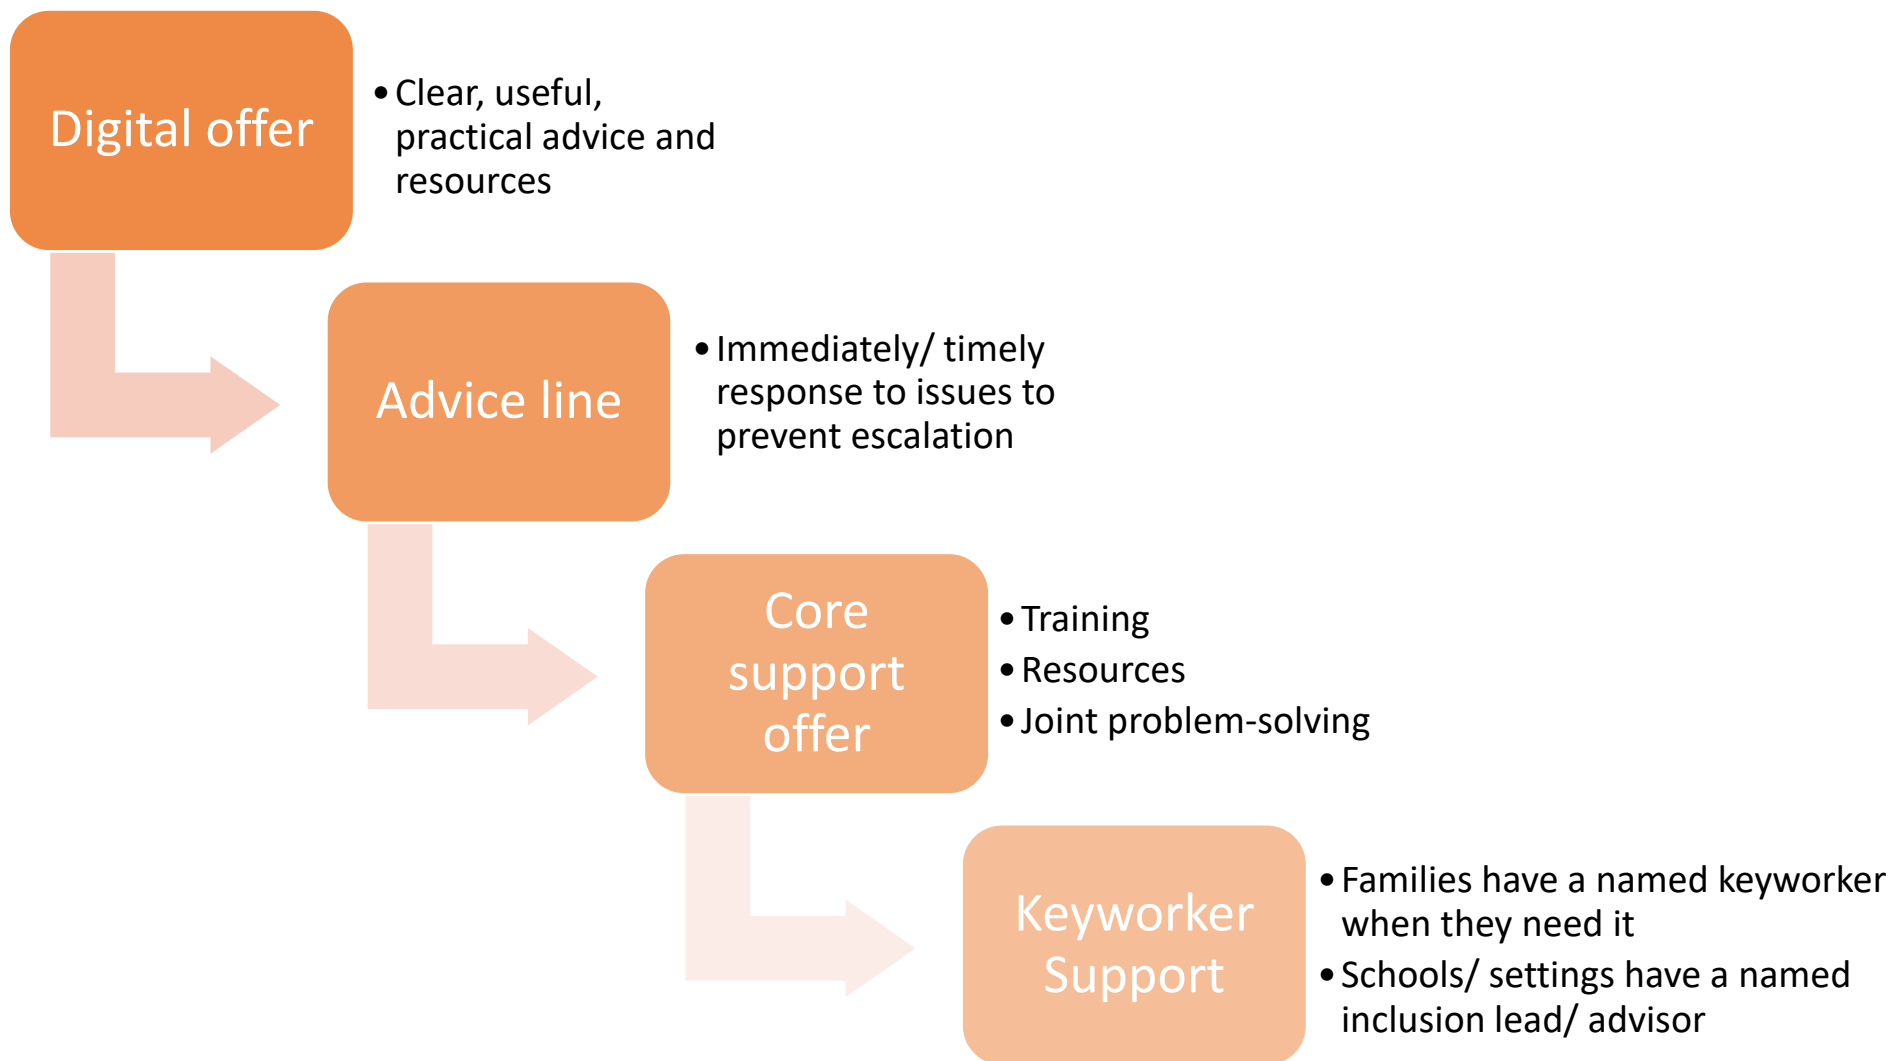 Digital offer
• Clear, useful,
practical advice and
resources
Advice line
• Immediately/ timely
response to issues to
prevent escalation
Core
support
offer
• Training
• Resources
• Joint problem-solving
Keyworker
Support
• Families have a named keyworker
when they need it
• Schools/ settings have a named
inclusion lead/ advisor